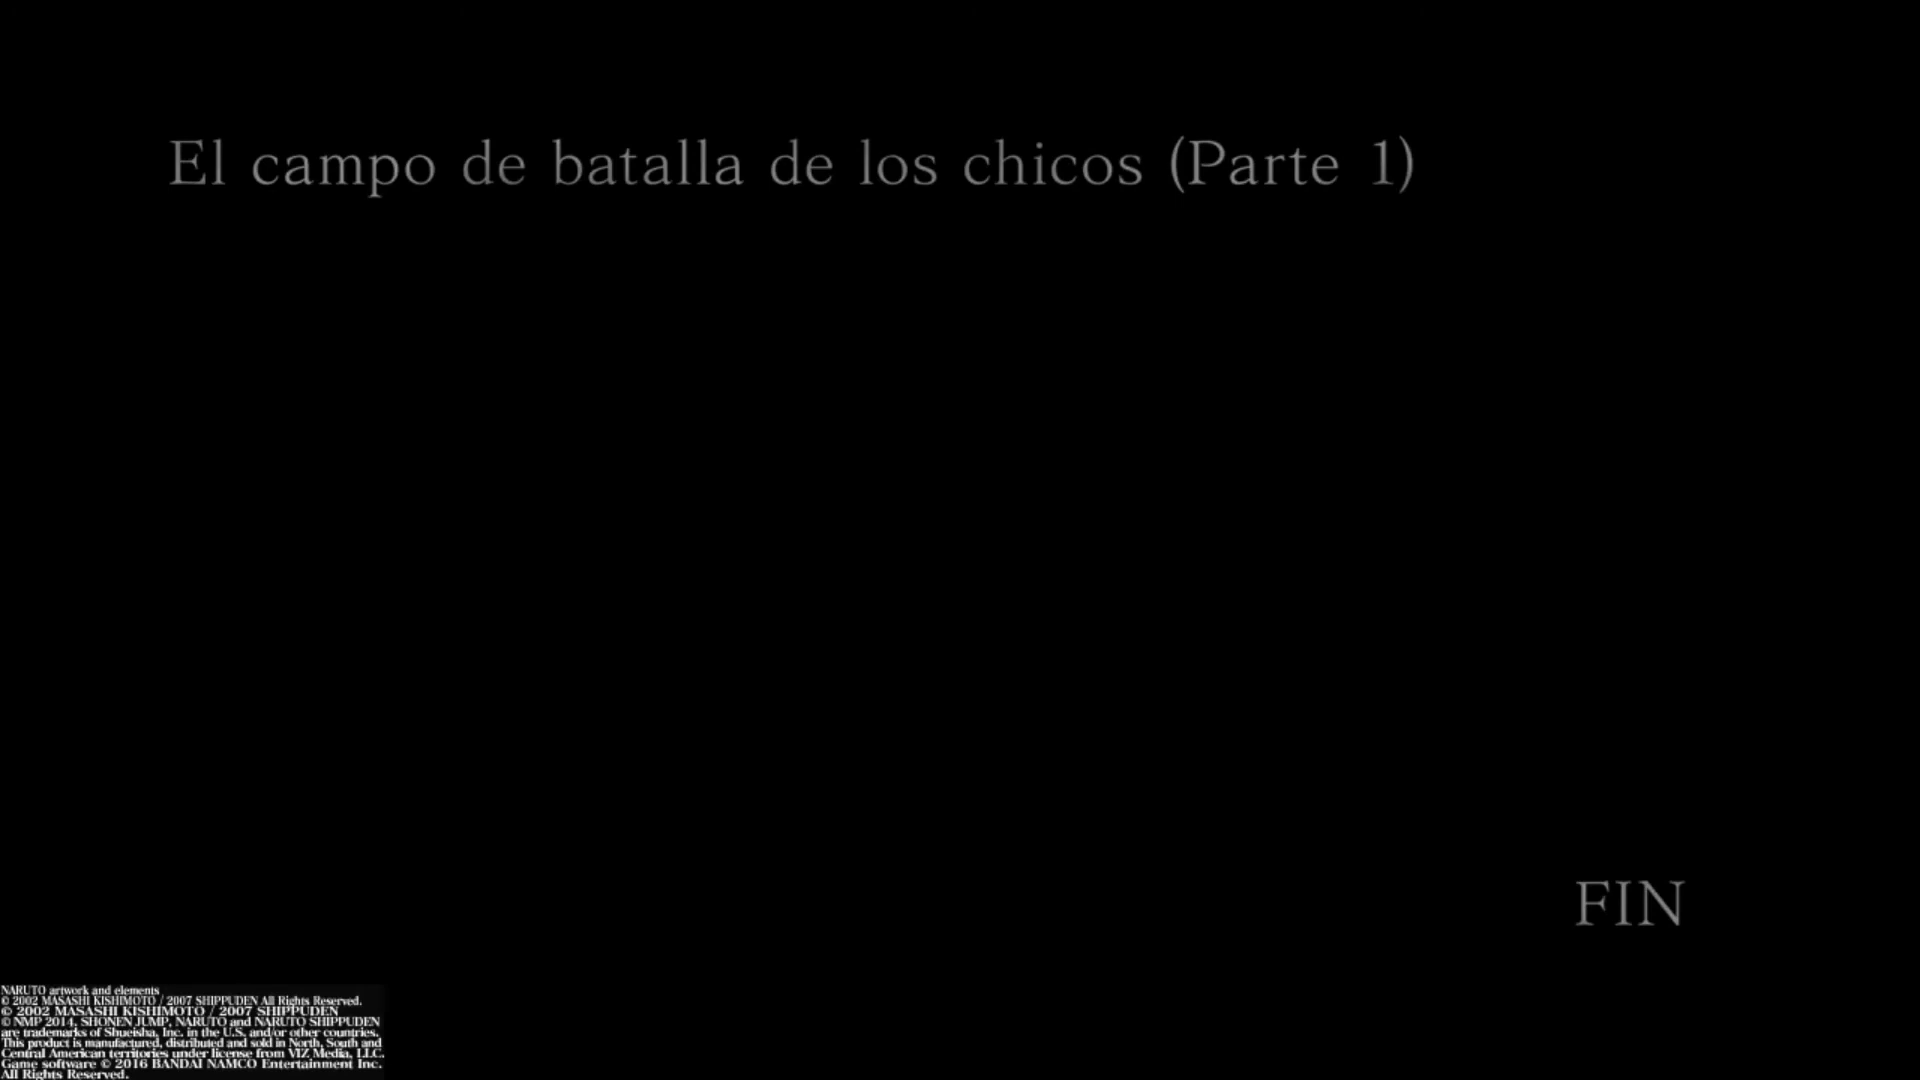 El campo de batalla de los chicos (Parte 1)
FIN
NARUTO artwork and elements
© 2002 MASASHI KISHIMOTO / 2007 SHIPPUDEN All Rights Reserved.
© 2002 MASASHI KISHIMOTO / 2007 SHIPPUDEN
© NMP 2014. SHONEN JUMP, NARUTO and NARUTO SHIPPUDEN
are trademarks of Shueisha, Inc. in the U.S. and/or other countries.
This product is manufactured, distributed and sold in North, South and
Central American territories under license from VIZ Media, LLC.
Game software © 2016 BANDAI NAMCO Entertainment Inc.
All Rights Reserved.